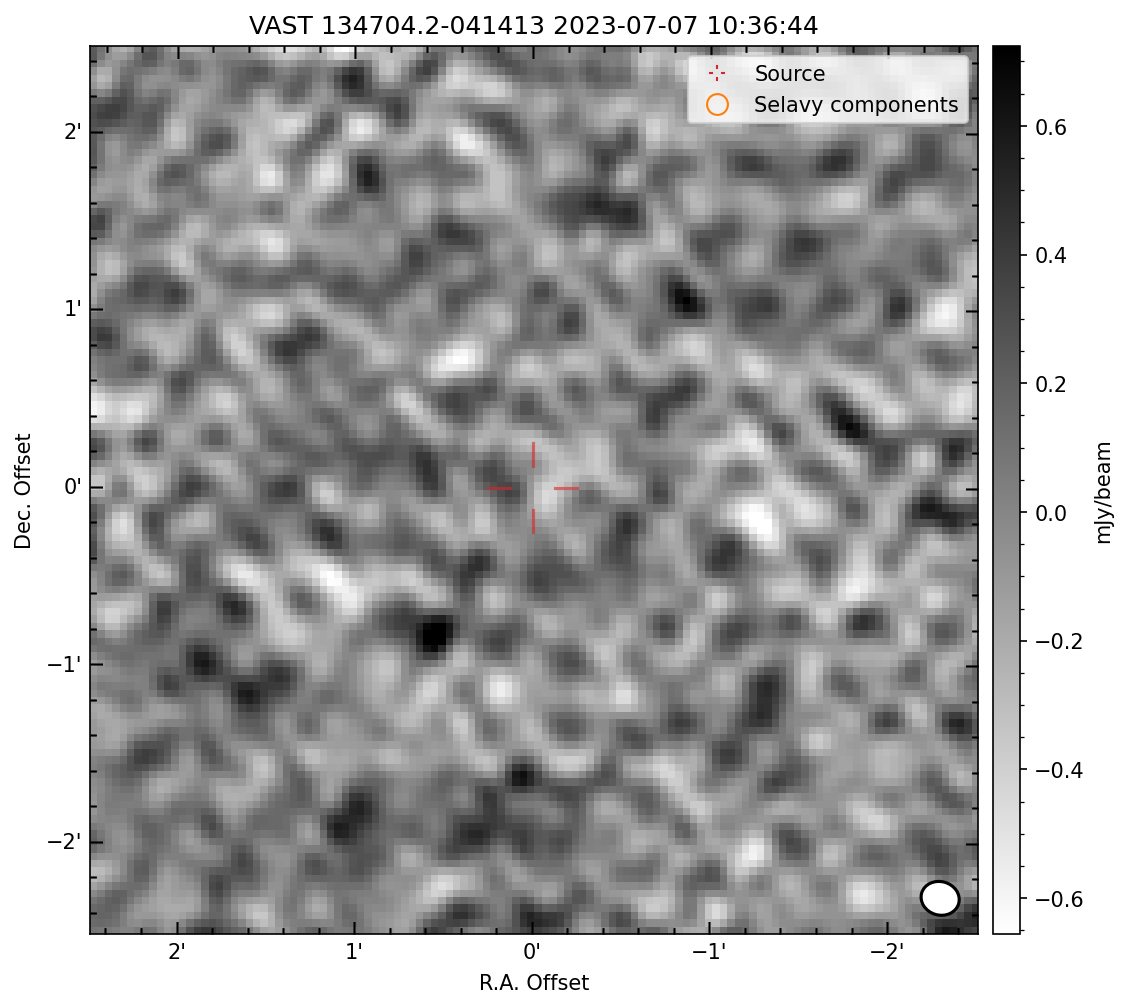 VAST 134704.2-041413 2023-07-07 10:36:44
Source
Selavy components
2'
1'
0'
−1'
−2'
Dec. Offset
2'
1'
0'
−1'
−2'
R.A. Offset
0.6
0.4
0.2
0.0
−0.2
−0.4
−0.6
mJy/beam